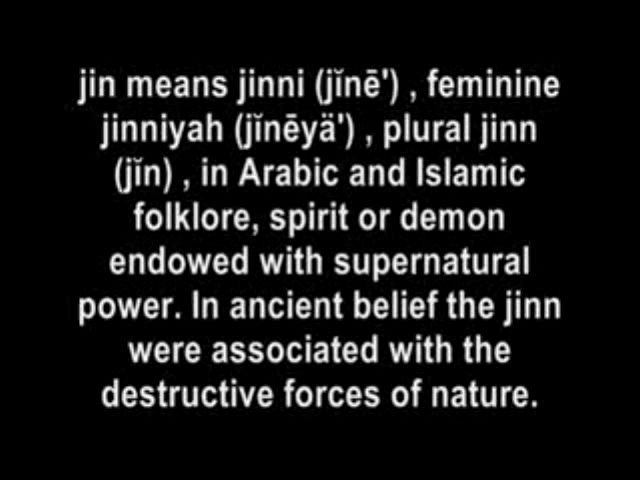 jin means jinni (jĭnē') , feminine
jinniyah (jĭnēyä') , plural jinn
(jĭn) , in Arabic and Islamic
folklore, spirit or demon
endowed with supernatural
power. In ancient belief the jinn
were associated with the
destructive forces of nature.